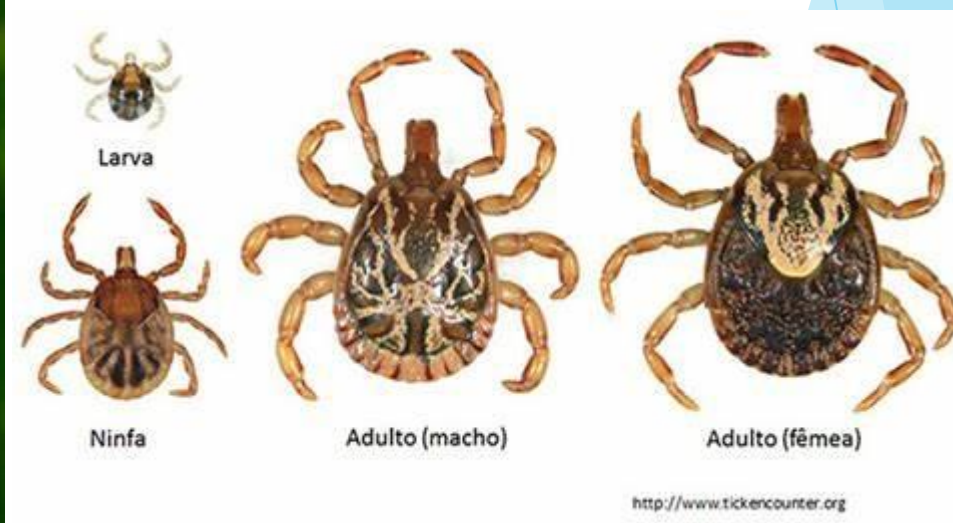 Larva
Ninfa
Adulto (macho)
Adulto (fêmea)
http://www.tickencounter.org